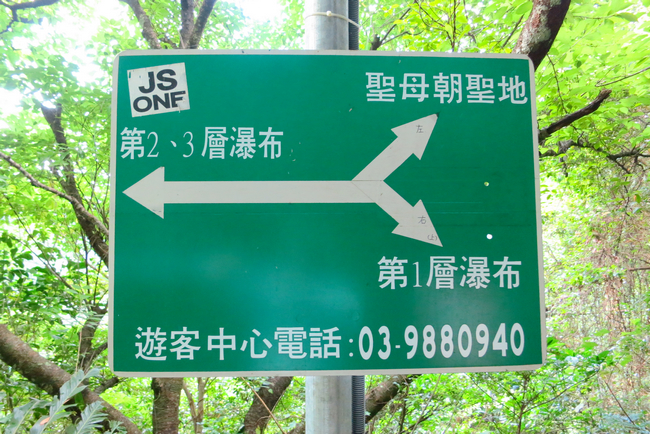 JS
ONE
聖母朝聖地
第2、3層瀑布
左
右
第1層瀑布
遊客中心電話:03-9880940